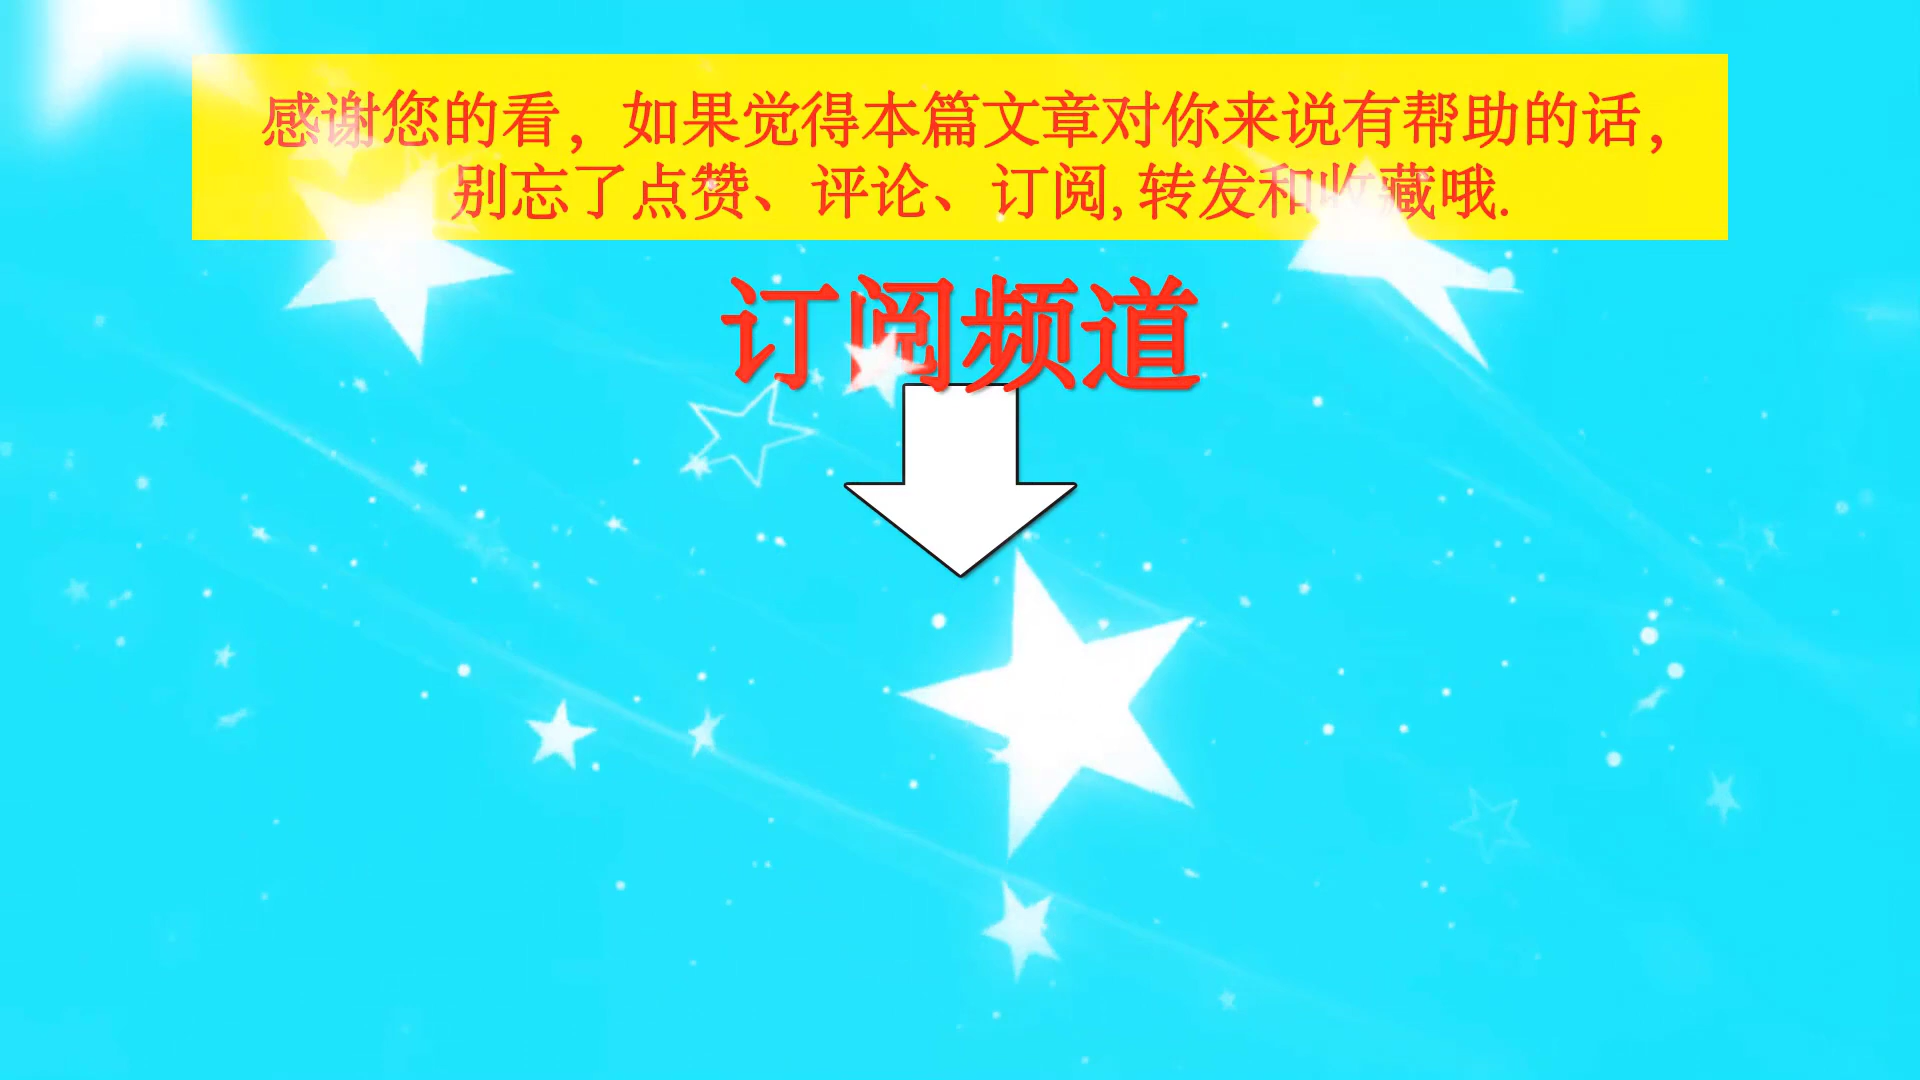 感谢您的看，如果觉得本篇文章对你来说有帮助的话，
别忘了点赞、评论、订阅,转发和收藏哦.
订阅频道